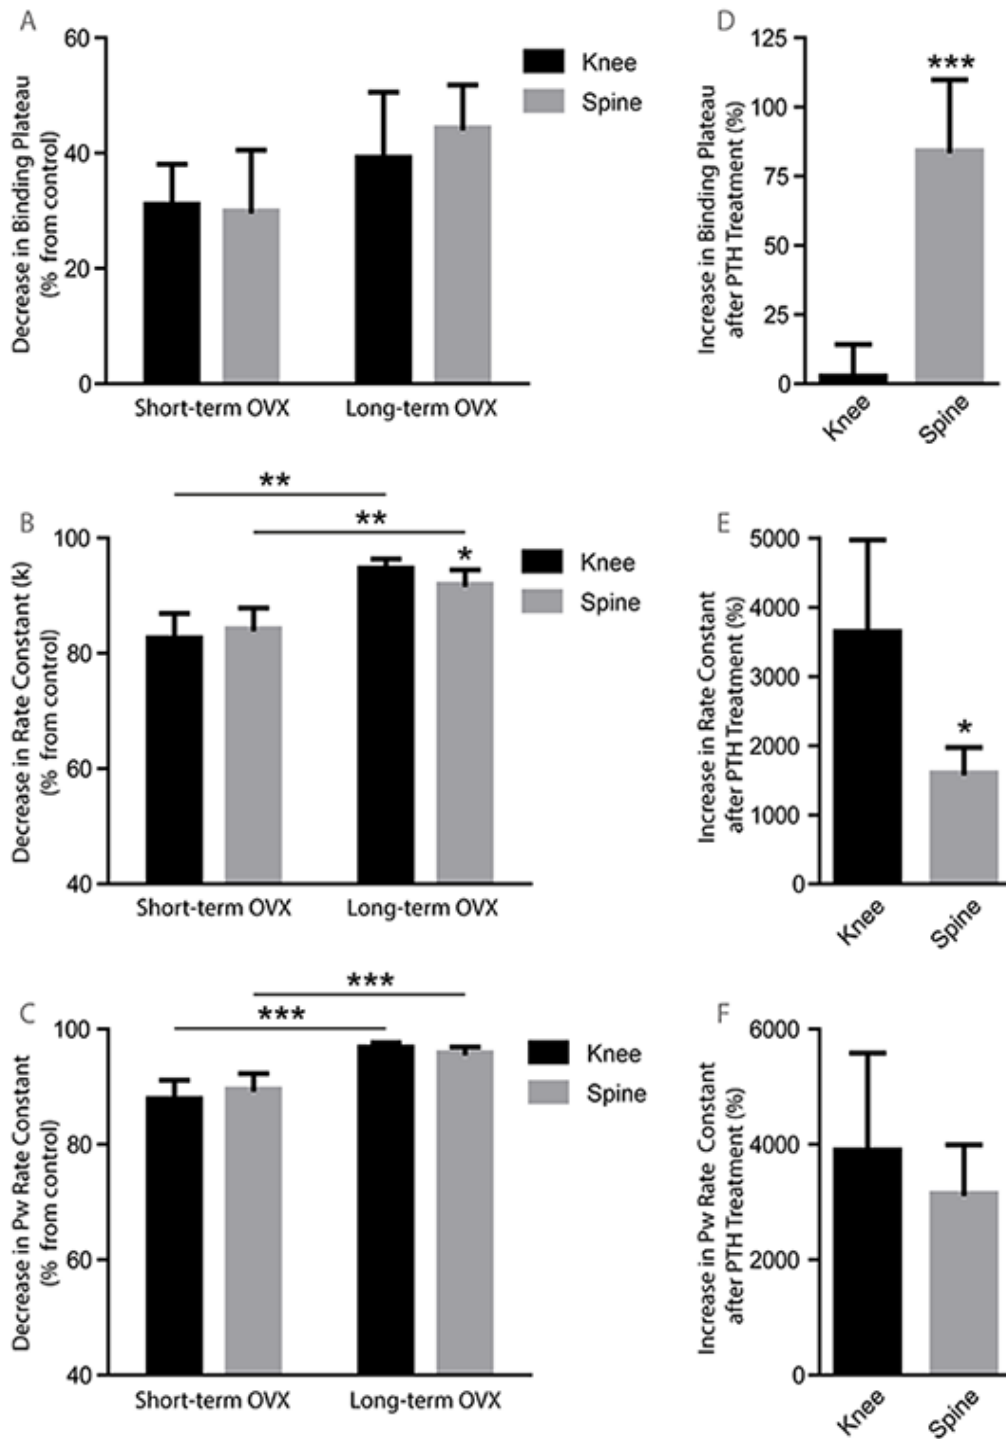 A
Decrease in Binding Plateau
(% from control)
60
40
20
0
Short-term OVX
Long-term OVX
Knee
Spine
D
Increase in Binding Plateau
after PTH Treatment (%)
125
100
75
50
25
0
***
Knee
Spine
B
Decrease in Rate Constant (k)
(% from control)
100
80
60
40
**
**
*
Short-term OVX
Long-term OVX
Knee
Spine
E
Increase in Rate Constant
after PTH Treatment (%)
5000
4000
3000
2000
1000
0
*
Knee
Spine
C
Decrease in Pw Rate Constant
(% from control)
100
80
60
40
***
***
Short-term OVX
Long-term OVX
Knee
Spine
F
Increase in Pw Rate Constant
after PTH Treatment (%)
6000
4000
2000
0
Knee
Spine